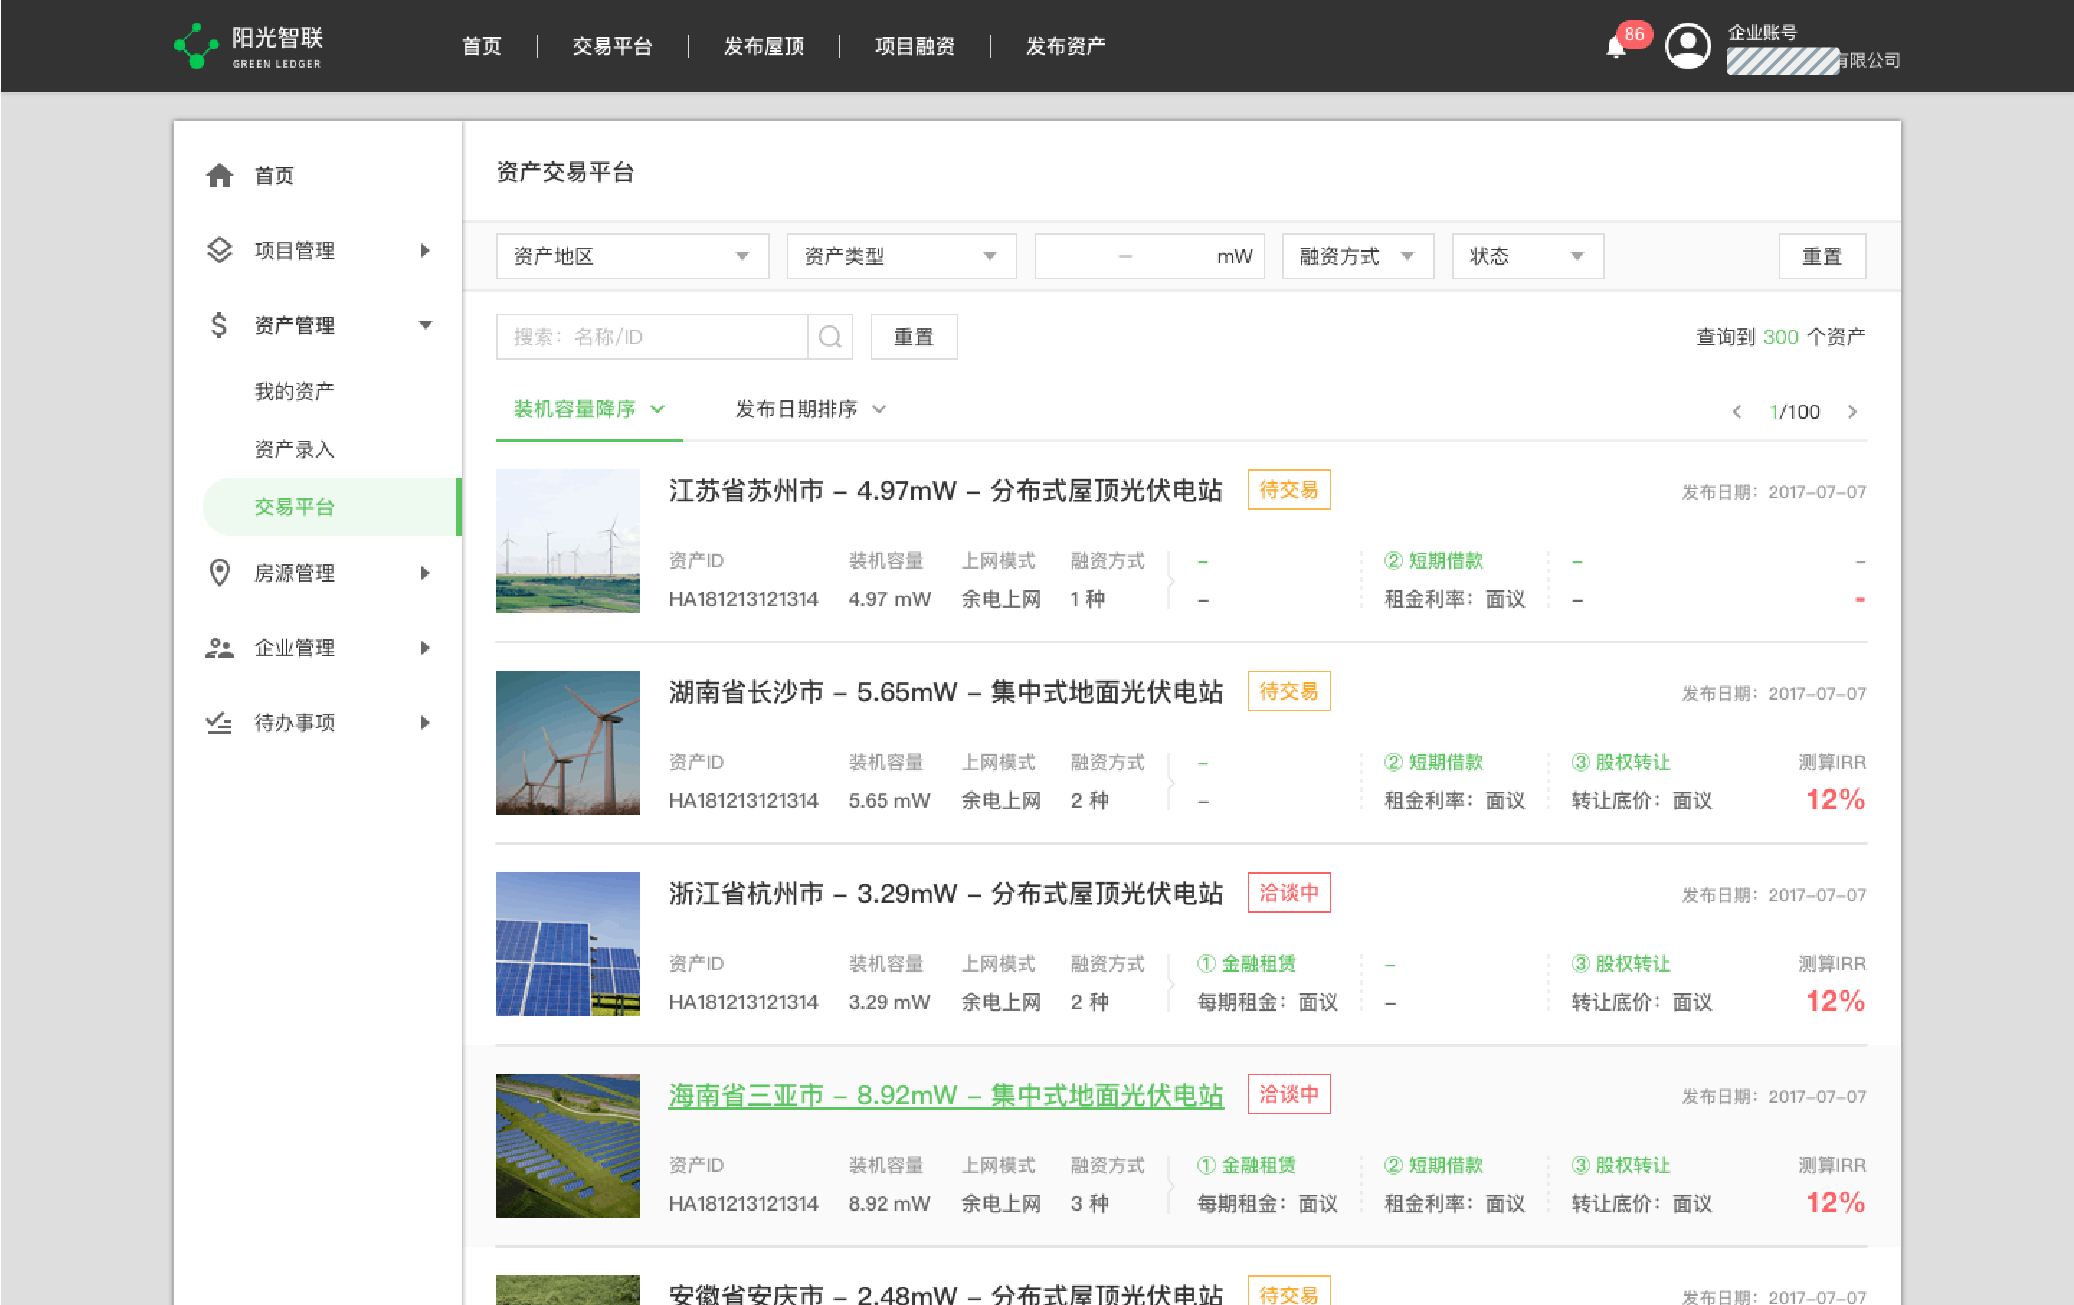 阳光智联
GREEN LEDGER
首页
交易平台
发布屋顶
项目融资
发布资产
86
企业账号
有限公司
首页
项目管理
资产管理
我的资产
资产录入
交易平台
房源管理
企业管理
待办事项
资产交易平台
资产地区
资产类型
– mW
融资方式
状态
重置
搜索：名称/ID
重置
查询到 300 个资产
装机容量降序
发布日期排序
1/100
江苏省苏州市 – 4.97mW – 分布式屋顶光伏电站 待交易 发布日期：2017-07-07
资产ID 装机容量 上网模式 融资方式 – ② 短期借款 – –
HA181213121314 4.97 mW 余电上网 1 种 – 租金利率：面议 – –
湖南省长沙市 – 5.65mW – 集中式地面光伏电站 待交易 发布日期：2017-07-07
资产ID 装机容量 上网模式 融资方式 – ② 短期借款 ③ 股权转让 测算IRR
HA181213121314 5.65 mW 余电上网 2 种 – 租金利率：面议 转让底价：面议 12%
浙江省杭州市 – 3.29mW – 分布式屋顶光伏电站 洽谈中 发布日期：2017-07-07
资产ID 装机容量 上网模式 融资方式 ① 金融租赁 – ③ 股权转让 测算IRR
HA181213121314 3.29 mW 余电上网 2 种 每期租金：面议 – 转让底价：面议 12%
海南省三亚市 – 8.92mW – 集中式地面光伏电站 洽谈中 发布日期：2017-07-07
资产ID 装机容量 上网模式 融资方式 ① 金融租赁 ② 短期借款 ③ 股权转让 测算IRR
HA181213121314 8.92 mW 余电上网 3 种 每期租金：面议 租金利率：面议 转让底价：面议 12%
安徽省安庆市 – 2.48mW – 分布式屋顶光伏电站 待交易 发布日期：2017-07-07